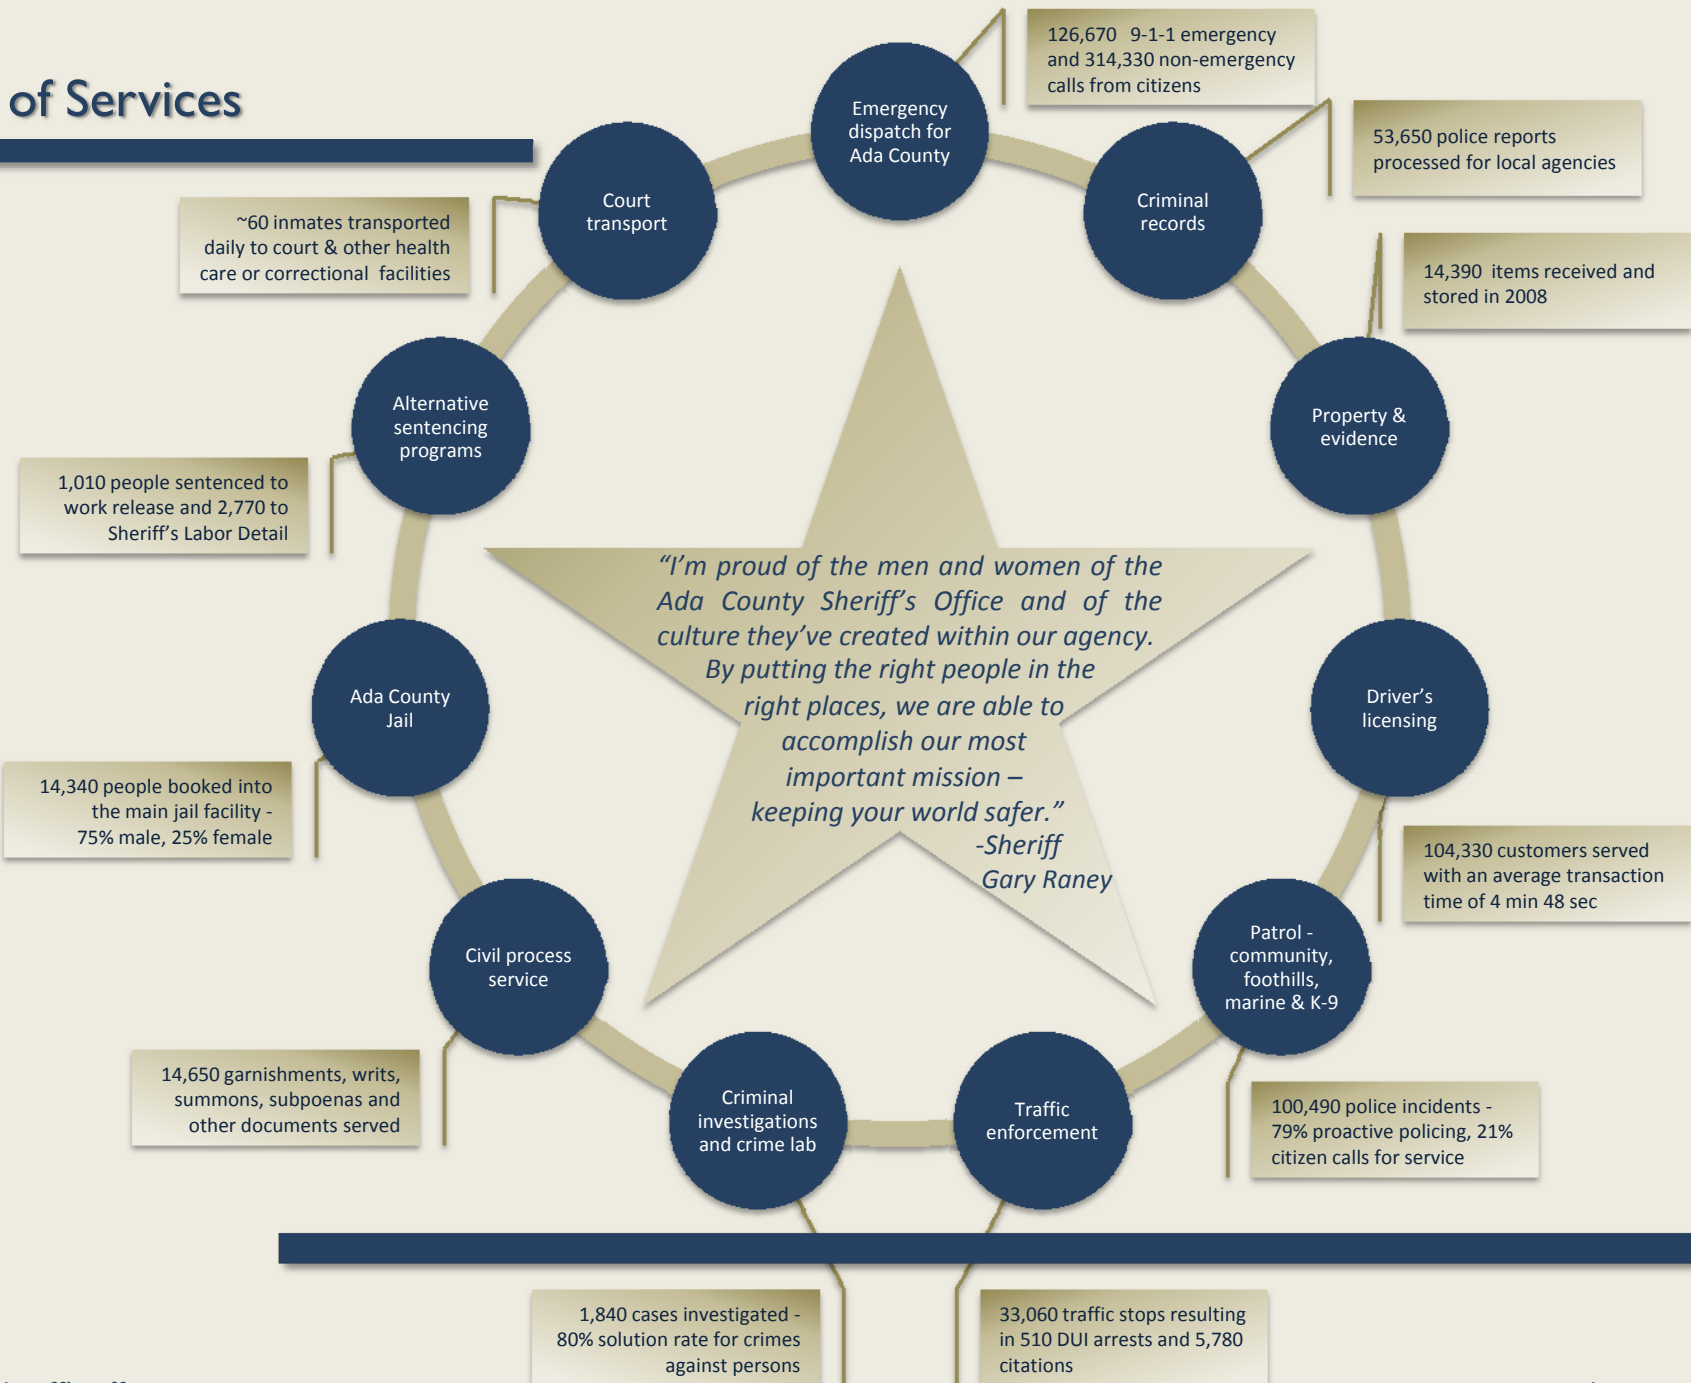 of Services
126,670 9-1-1 emergency
and 314,330 non-emergency
calls from citizens
Emergency
dispatch for
Ada County
53,650 police reports
processed for local agencies
Criminal
records
14,390 items received and
stored in 2008
Property &
evidence
Driver’s
licensing
104,330 customers served
with an average transaction
time of 4 min 48 sec
Patrol -
community,
foothills,
marine & K-9
100,490 police incidents -
79% proactive policing, 21%
citizen calls for service
Traffic
enforcement
33,060 traffic stops resulting
in 510 DUI arrests and 5,780
citations
Criminal
investigations
and crime lab
1,840 cases investigated -
80% solution rate for crimes
against persons
Civil process
service
14,650 garnishments, writs,
summons, subpoenas and
other documents served
Ada County
Jail
14,340 people booked into
the main jail facility -
75% male, 25% female
Alternative
sentencing
programs
1,010 people sentenced to
work release and 2,770 to
Sheriff’s Labor Detail
Court
transport
~60 inmates transported
daily to court & other health
care or correctional facilities
“I’m proud of the men and women of the
Ada County Sheriff’s Office and of the
culture they’ve created within our agency.
By putting the right people in the
right places, we are able to
accomplish our most
important mission –
keeping your world safer.”
-Sheriff
Gary Raney